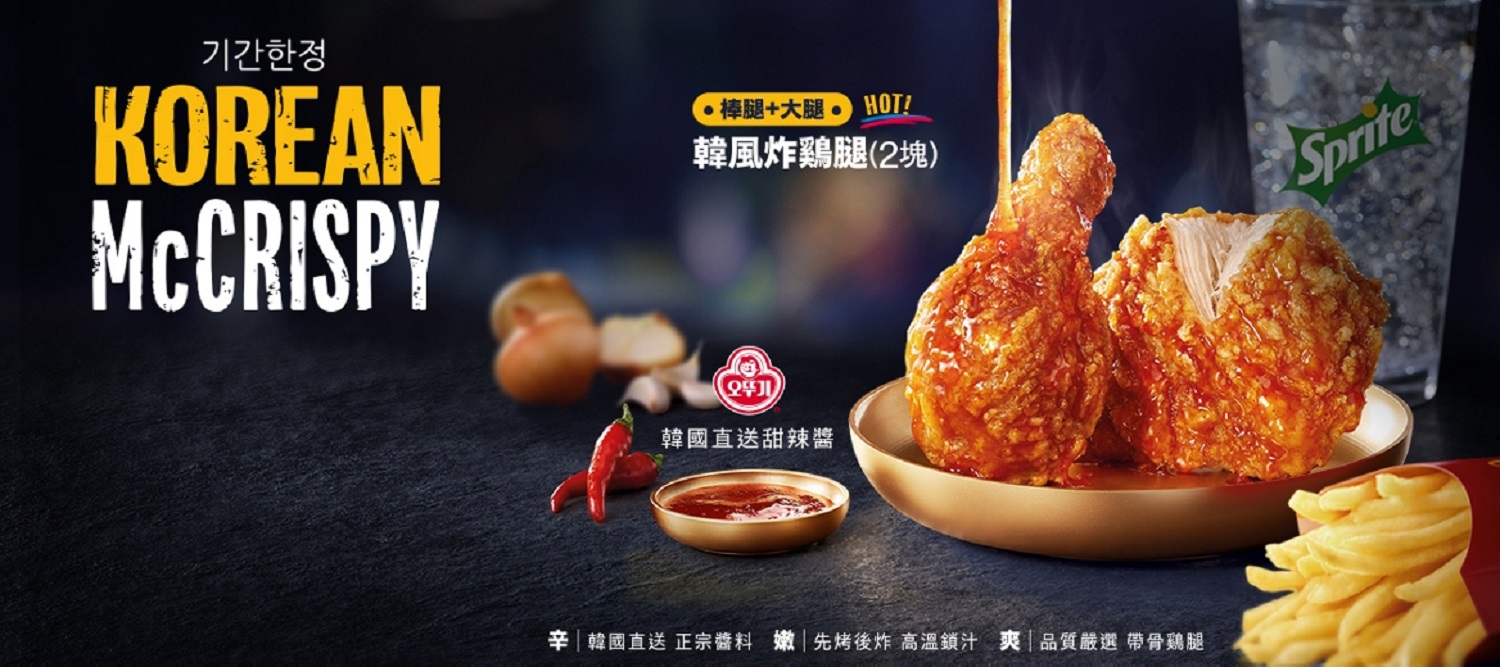 기간한정
KOREAN
McCRISPY
•棒腿+大腿• HOT!
韓風炸鷄腿(2塊)
Sprite
오뚜기
韓國直送甜辣醬
辛|韓國直送 正宗醬料 嫩|先烤後炸 高溫鎖汁 爽|品質嚴選 帶骨鷄腿